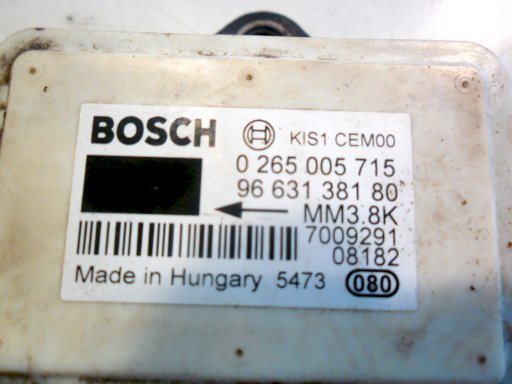 BOSCH KIS1 CEM00
0 265 005 715
96 631 381 80
MM3.8K
7009291
08182
Made in Hungary 5473 080